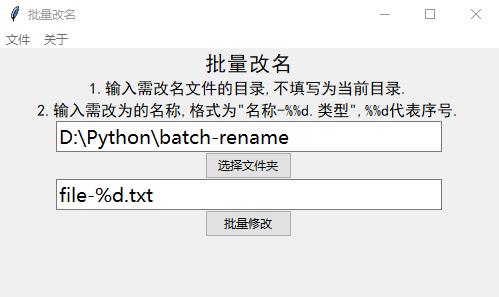 批量改名
文件 关于
批量改名
1.输入需改名文件的目录,不填写为当前目录.
2.输入需改为的名称,格式为"名称-%%d.类型",%%d代表序号.
D:\Python\batch-rename
选择文件夹
file-%d.txt
批量修改